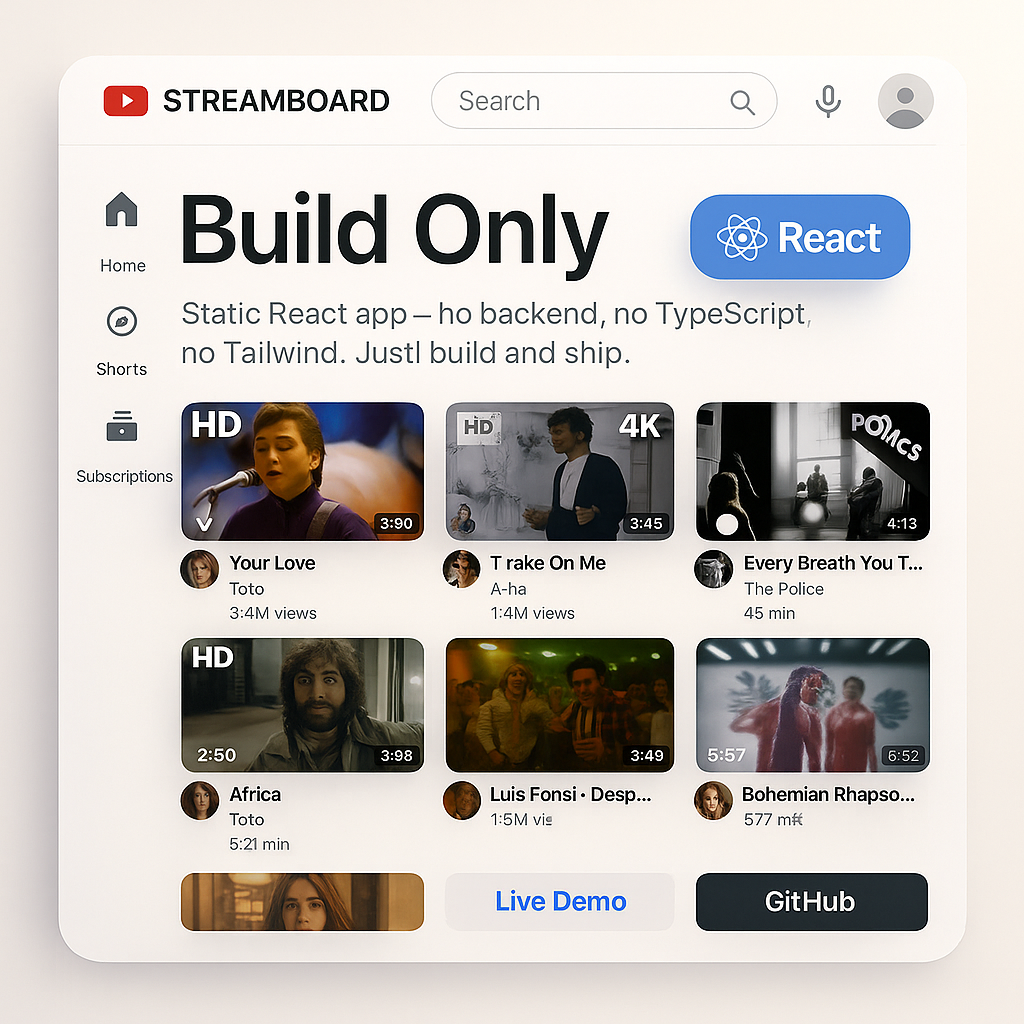 STREAMBOARD
Search
Home
Shorts
Subscriptions
Build Only
React
Static React app – ho backend, no TypeScript,
no Tailwind. Justl build and ship.
HD
3:90
Your Love
Toto
3:4M views
HD
4K
3:45
T rake On Me
A-ha
1:4M views
4:13
Every Breath You T...
The Police
45 min
HD
2:50
3:98
Africa
Toto
5:21 min
3:49
Luis Fonsi · Desp...
1:5M
5:57
6:52
Bohemian Rhapso...
577
Live Demo
GitHub